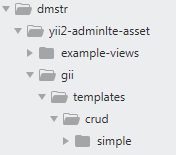 dmstr
yii2-adminlte-asset
example-views
gii
templates
crud
simple